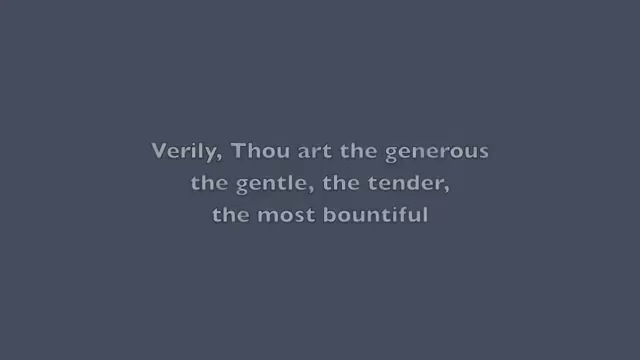 Verily, Thou art the generous
the gentle, the tender,
the most bountiful